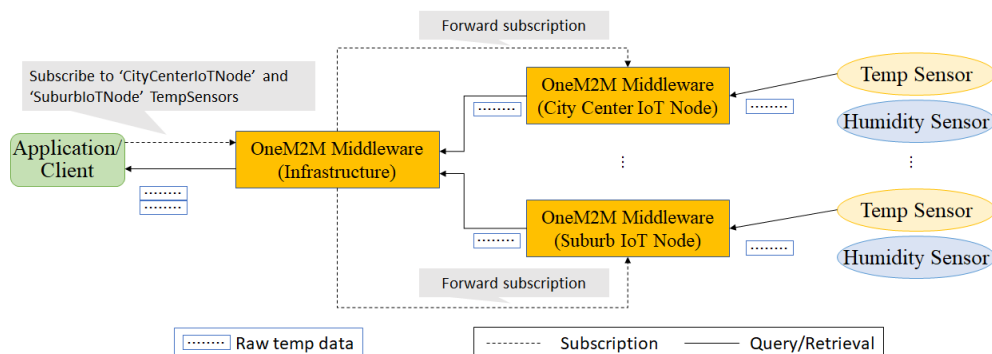 Forward subscription
Subscribe to ‘CityCenterIoTNode’ and
‘SuburbIoTNode’ TempSensors
OneM2M Middleware
(City Center IoT Node)
Temp Sensor
Humidity Sensor
Application/
Client
OneM2M Middleware
(Infrastructure)
OneM2M Middleware
(Suburb IoT Node)
Temp Sensor
Humidity Sensor
Forward subscription
Raw temp data
Subscription
Query/Retrieval